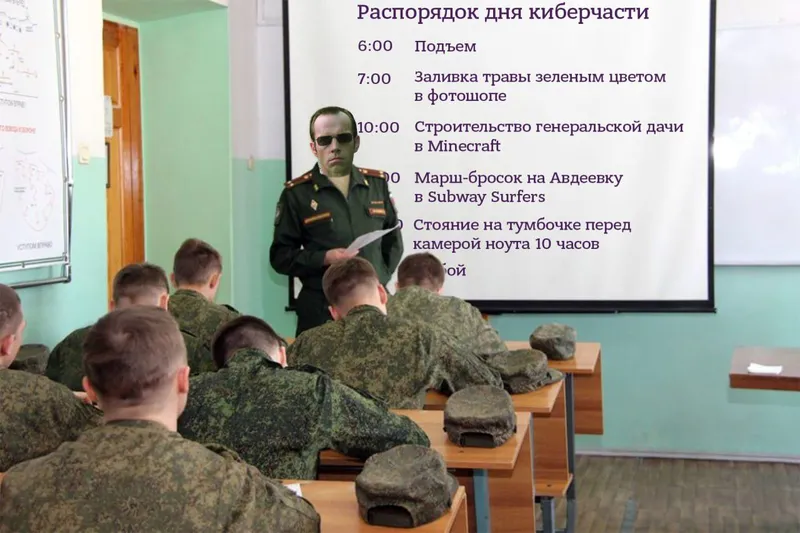 Распорядок дня киберчасти
6:00 Подъем
7:00 Заливка травы зеленым цветом
в фотошопе
10:00 Строительство генеральской дачи
в Minecraft
Марш-бросок на Авдеевку
в Subway Surfers
Стояние на тумбочке перед
камерой ноута 10 часов